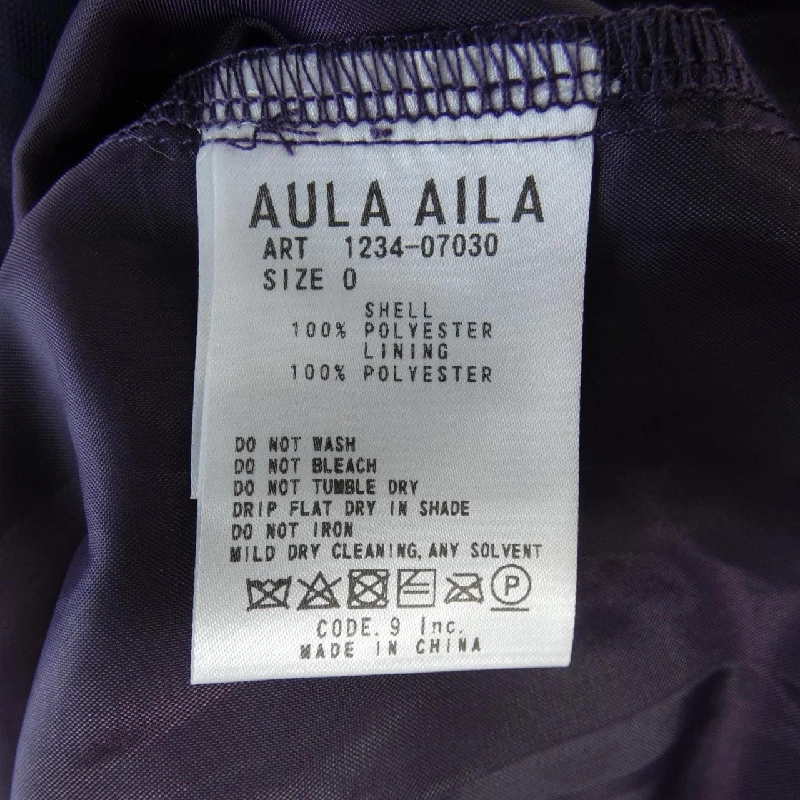 AULA AILA
ART 1234-07030
SIZE 0
SHELL
100% POLYESTER
LINING
100% POLYESTER
DO NOT WASH
DO NOT BLEACH
DO NOT TUMBLE DRY
DRIP FLAT DRY IN SHADE
DO NOT IRON
MILD DRY CLEANING, ANY SOLVENT
P
CODE.9 Inc.
MADE IN CHINA